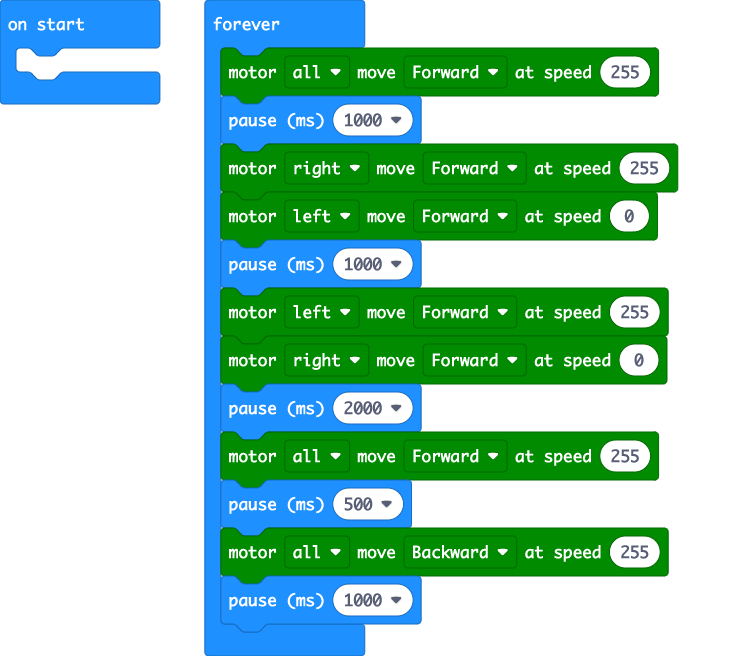 on start
forever
motor all move Forward at speed 255
pause (ms) 1000
motor right move Forward at speed 255
motor left move Forward at speed 0
pause (ms) 1000
motor left move Forward at speed 255
motor right move Forward at speed 0
pause (ms) 2000
motor all move Forward at speed 255
pause (ms) 500
motor all move Backward at speed 255
pause (ms) 1000